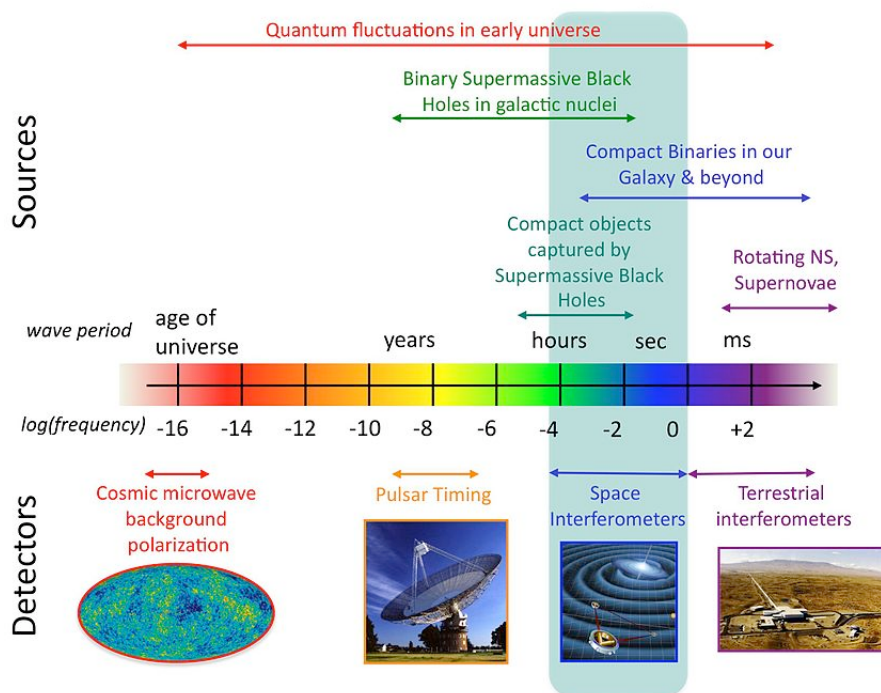 Sources
Quantum fluctuations in early universe
Binary Supermassive Black
Holes in galactic nuclei
Compact Binaries in our
Galaxy & beyond
Compact objects
captured by
Supermassive Black
Holes
Rotating NS,
Supernovae
wave period
age of
universe
years
hours
sec
ms
log(frequency)
-16
-14
-12
-10
-8
-6
-4
-2
0
+2
Detectors
Cosmic microwave
background
polarization
Pulsar Timing
Space
Interferometers
Terrestrial
interferometers